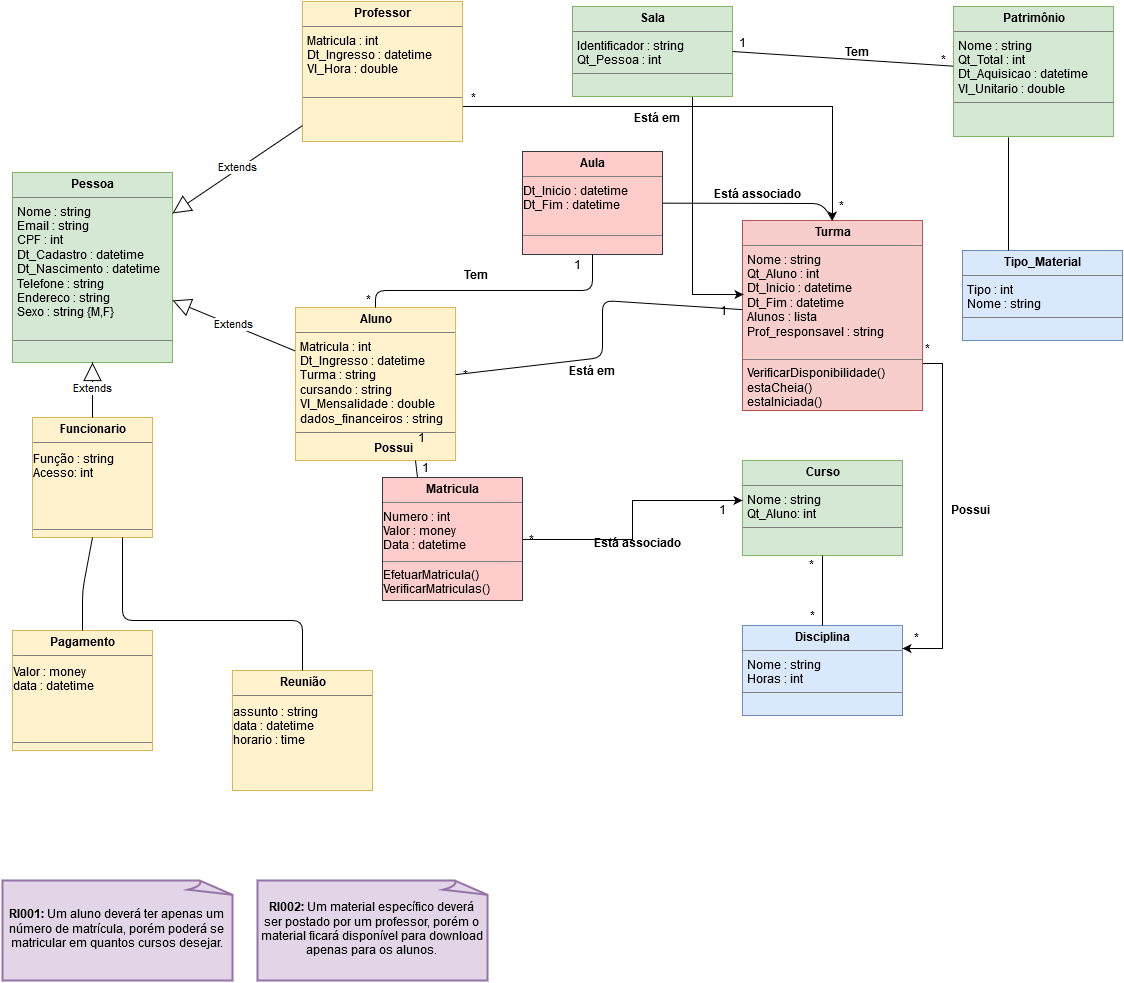 Professor
Matricula : int
Dt_Ingresso : datetime
Vl_Hora : double
*
Sala
Identificador : string
Qt_Pessoa : int
1
Tem
*
Patrimônio
Nome : string
Qt_Total : int
Dt_Aquisicao : datetime
Vl_Unitario : double
Está em
Extends
Aula
Dt_Inicio : datetime
Dt_Fim : datetime
1
Está associado
*
Pessoa
Nome : string
Email : string
CPF : int
Dt_Cadastro : datetime
Dt_Nascimento : datetime
Telefone : string
Endereco : string
Sexo : string {M,F}
Turma
Nome : string
Qt_Aluno : int
Dt_Inicio : datetime
Dt_Fim : datetime
Alunos : lista
Prof_responsavel : string
VerificarDisponibilidade()
estaCheia()
estaIniciada()
1
*
Tipo_Material
Tipo : int
Nome : string
Tem
*
Extends
Aluno
Matricula : int
Dt_Ingresso : datetime
Turma : string
cursando : string
Vl_Mensalidade : double
dados_financeiros : string
1
Possui
1
*
Está em
Extends
Funcionario
Função : string
Acesso: int
Matricula
Numero : int
Valor : money
Data : datetime
EfetuarMatricula()
VerificarMatriculas()
*
Está associado
1
Curso
Nome : string
Qt_Aluno: int
*
Possui
*
*
Disciplina
Nome : string
Horas : int
Pagamento
Valor : money
data : datetime
Reunião
assunto : string
data : datetime
horario : time
RI001: Um aluno deverá ter apenas um
número de matrícula, porém poderá se
matricular em quantos cursos desejar.
RI002: Um material específico deverá
ser postado por um professor, porém o
material ficará disponível para download
apenas para os alunos.